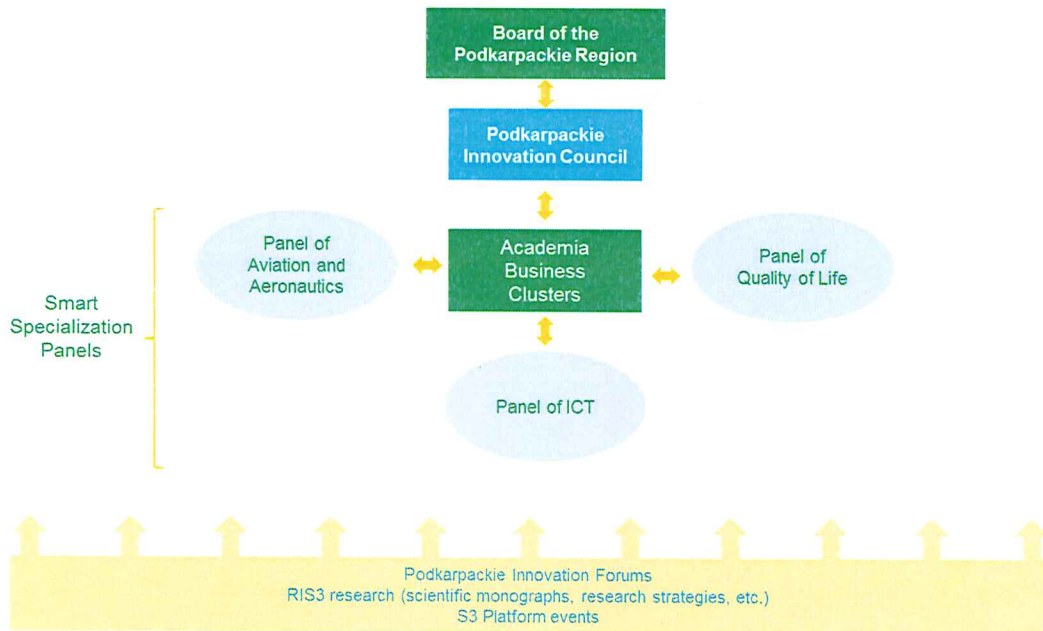 Board of the
Podkarpackie Region
Podkarpackie
Innovation Council
Panel of
Aviation and
Aeronautics
Academia
Business
Clusters
Panel of
Quality of Life
Smart
Specialization
Panels
Panel of ICT
Podkarpackie Innovation Forums
RIS3 research (scientific monographs, research strategies, etc.)
S3 Platform events